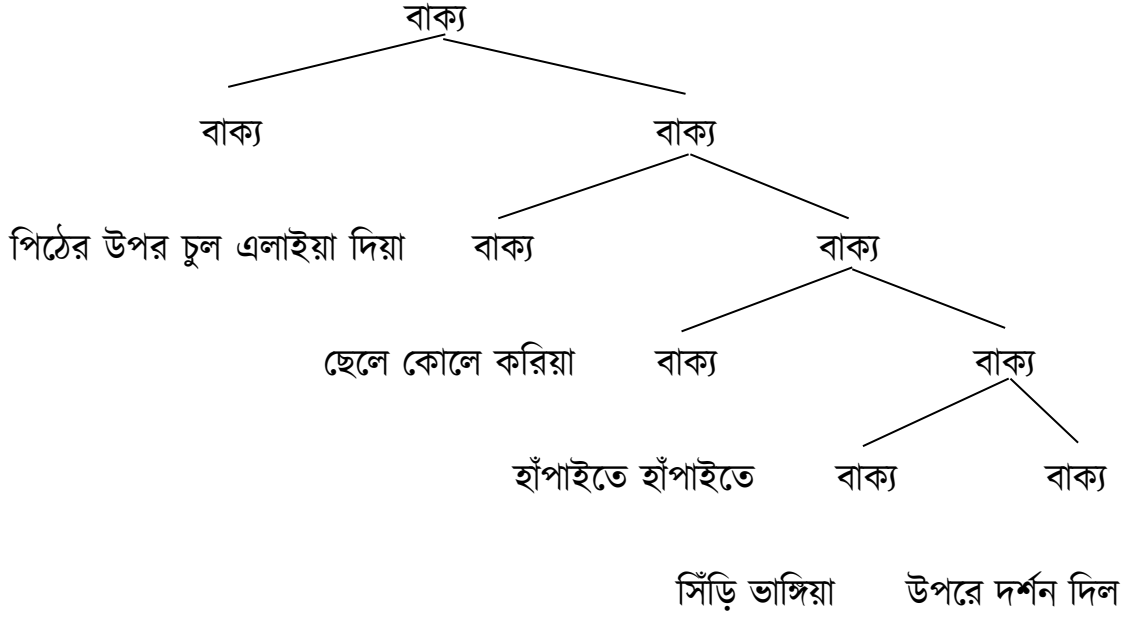 বাক্য
বাক্য বাক্য
পিঠের উপর চুল এলাইয়া দিয়া বাক্য বাক্য
ছেলে কোলে করিয়া বাক্য বাক্য
হাঁপাইতে হাঁপাইতে বাক্য বাক্য
সিঁড়ি ভাঙ্গিয়া উপরে দর্শন দিল